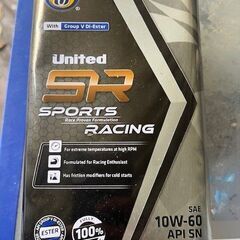 With Group V Di-Ester
United
SR
SPORTS
Race Proven Formulation
RACING
For extreme temperatures at high RPM
Formulated for Racing Enthusiast
Has friction modifiers for cold starts
ESTER
FULLY
100%
SAE
10W-60
API SN